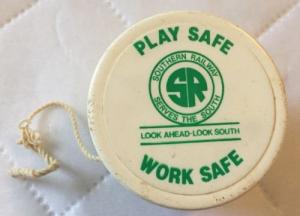 PLAY SAFE
SOUTHERN RAILWAY
SR
SERVES THE SOUTH
LOOK AHEAD-LOOK SOUTH
WORK SAFE